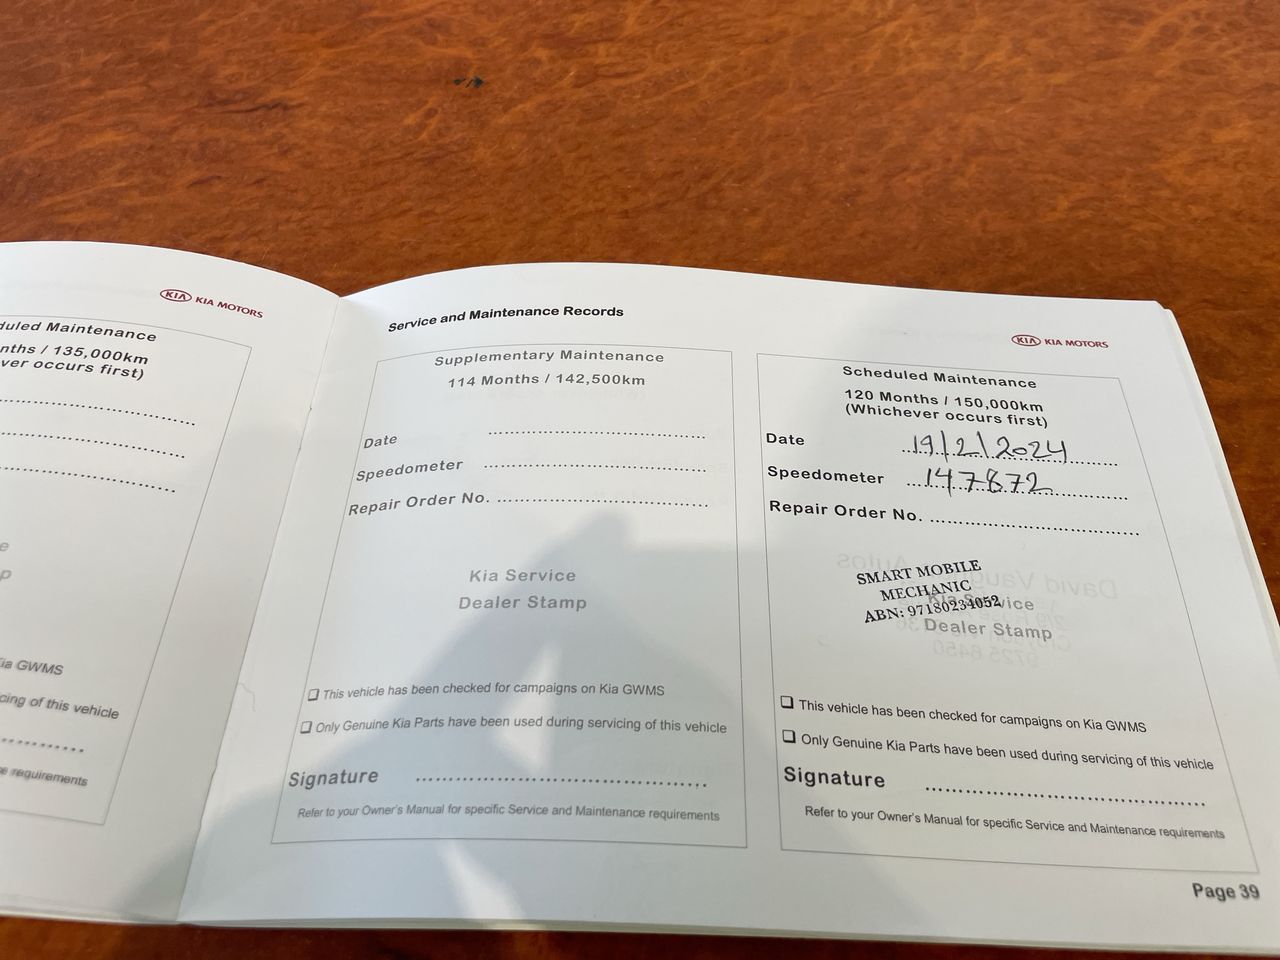 KIA KIA MOTORS
duled Maintenance
nths / 135,000km
ver occurs first)
e
p
ia GWMS
cing of this vehicle
e requirements
Service and Maintenance Records
KIA KIA MOTORS
Supplementary Maintenance
114 Months / 142,500km
Date
Speedometer
Repair Order No.
Kia Service
Dealer Stamp
❑ This vehicle has been checked for campaigns on Kia GWMS
❑ Only Genuine Kia Parts have been used during servicing of this vehicle
Signature
Refer to your Owner's Manual for specific Service and Maintenance requirements
Scheduled Maintenance
120 Months / 150,000km
(Whichever occurs first)
Date 19/2/2024
Speedometer 147872
Repair Order No.
SMART MOBILE
MECHANIC
ABN: 97180234052
Kia Service
Dealer Stamp
❑ This vehicle has been checked for campaigns on Kia GWMS
❑ Only Genuine Kia Parts have been used during servicing of this vehicle
Signature
Refer to your Owner's Manual for specific Service and Maintenance requirements
Page 39